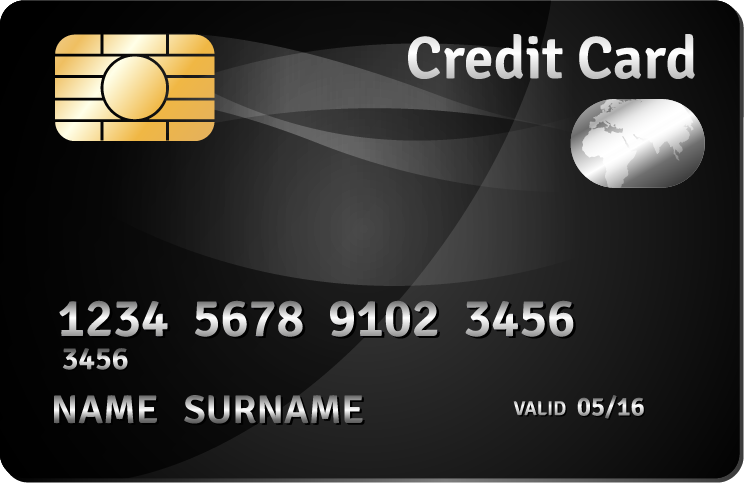 Credit Card
1234 5678 9102 3456
3456
NAME SURNAME
VALID 05/16